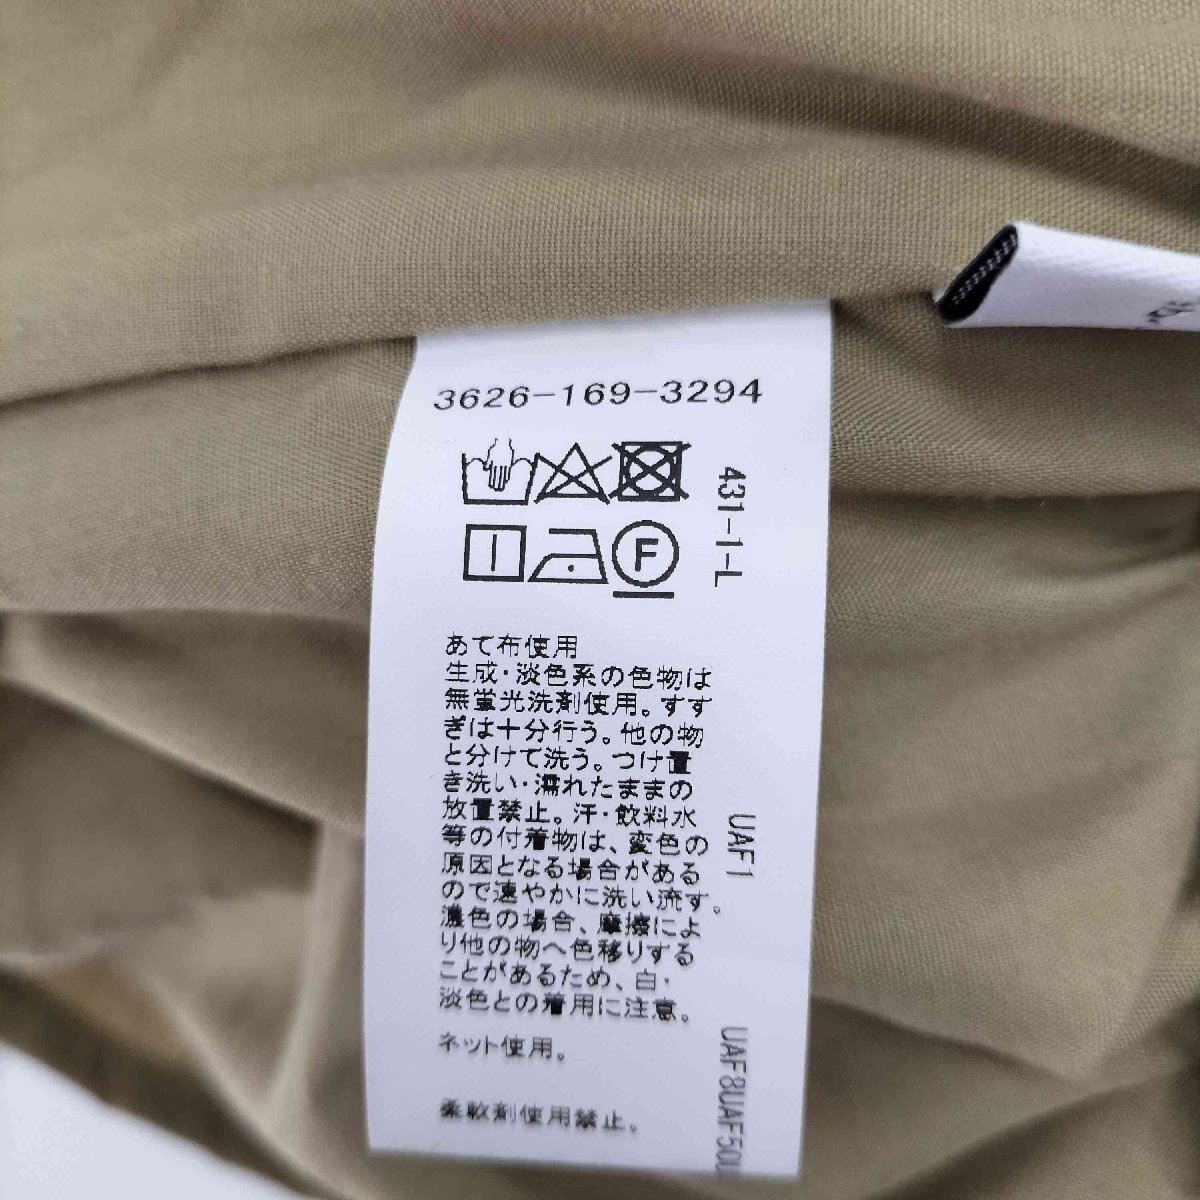 3626-169-3294
431-1-L
F
あて布使用
生成・淡色系の色物は
無蛍光洗剤使用。すす
ぎは十分行う。他の物
と分けて洗う。つけ置
き洗い・濡れたままの
放置禁止。汗・飲料水
等の付着物は、変色の
原因となる場合がある
ので速やかに洗い流す。
濃色の場合、摩擦によ
り他の物へ色移りする
ことがあるため、白・
淡色との着用に注意。
ネット使用。
柔軟剤使用禁止。
UAF1